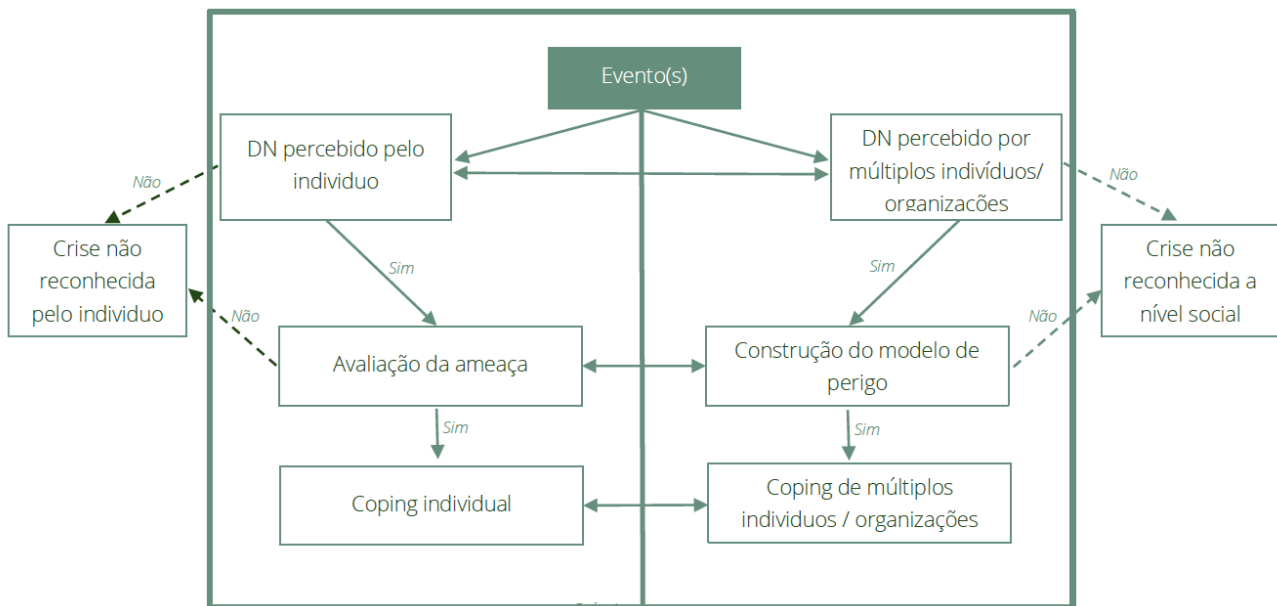 Evento(s)
DN percebido pelo
individuo
DN percebido por
múltiplos indivíduos/
organizações
Não
Não
Crise não
reconhecida
pelo individuo
Crise não
reconhecida a
nível social
Sim
Sim
Não
Não
Avaliação da ameaça
Construção do modelo de
perigo
Sim
Sim
Coping individual
Coping de múltiplos
individuos / organizações